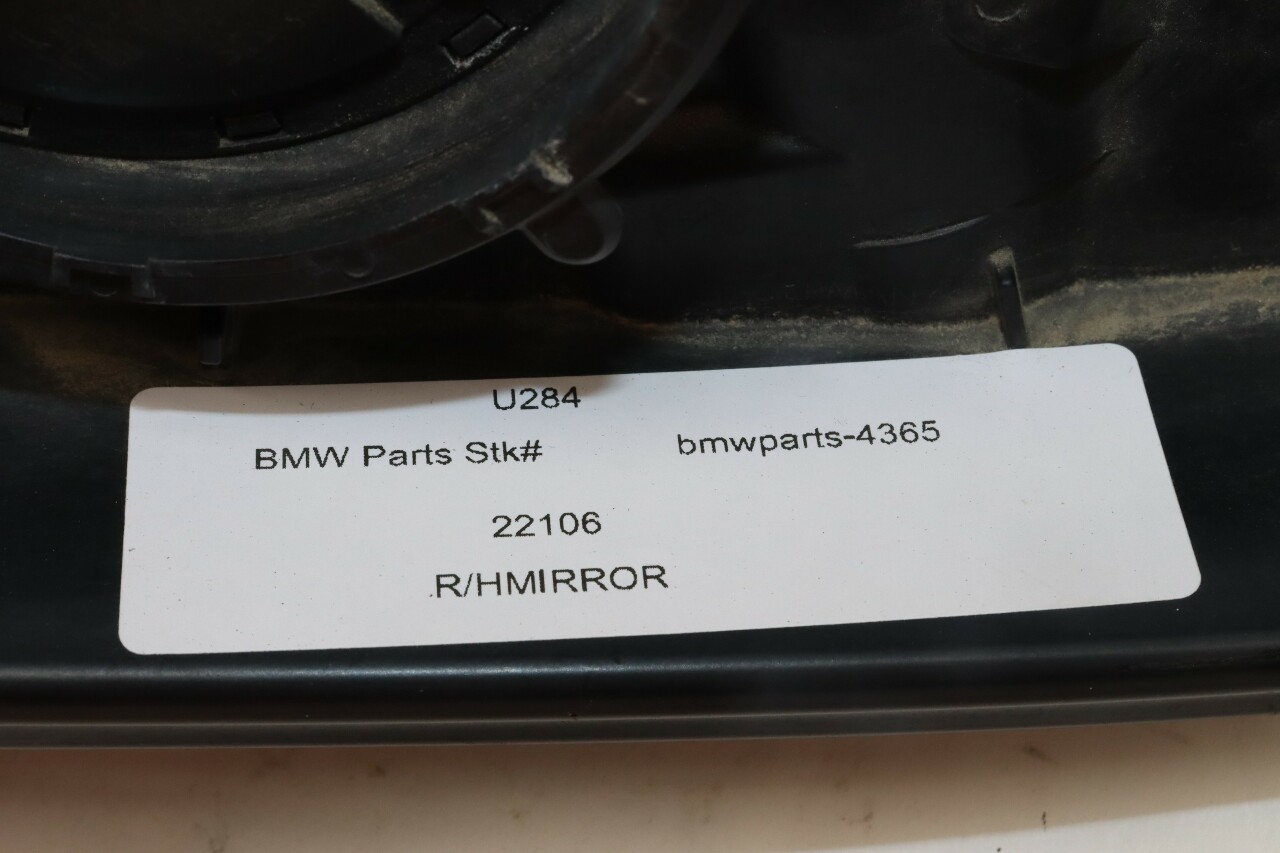 U284
BMW Parts Stk# bmwparts-4365
22106
R/HMIRROR